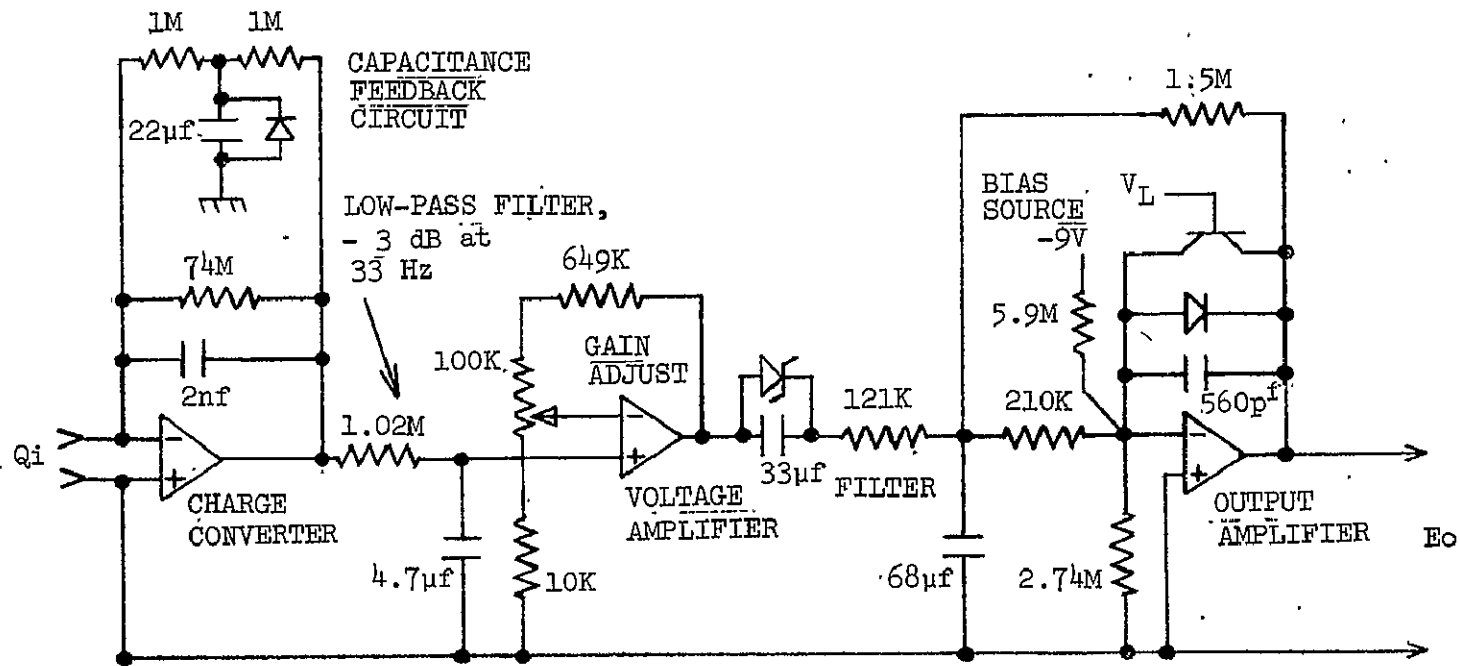 1M
1M
CAPACITANCE
FEEDBACK
CIRCUIT
22µf
1.5M
BIAS
SOURCE
-9V
V_L
LOW-PASS FILTER,
- 3 dB at
33 Hz
74M
649K
5.9M
100K
GAIN
ADJUST
2nf
1.02M
121K
210K
560pf
Qi
-
+
-
+
-
+
33µf
FILTER
CHARGE
CONVERTER
VOLTAGE
AMPLIFIER
OUTPUT
AMPLIFIER
Eo
4.7µf
10K
68µf
2.74M